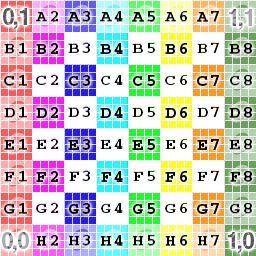 0,1 A2 A3 A4 A5 A6 A7 1,1
B1 B2 B3 B4 B5 B6 B7 B8
C1 C2 C3 C4 C5 C6 C7 C8
D1 D2 D3 D4 D5 D6 D7 D8
E1 E2 E3 E4 E5 E6 E7 E8
F1 F2 F3 F4 F5 F6 F7 F8
G1 G2 G3 G4 G5 G6 G7 G8
0,0 H2 H3 H4 H5 H6 H7 1,0